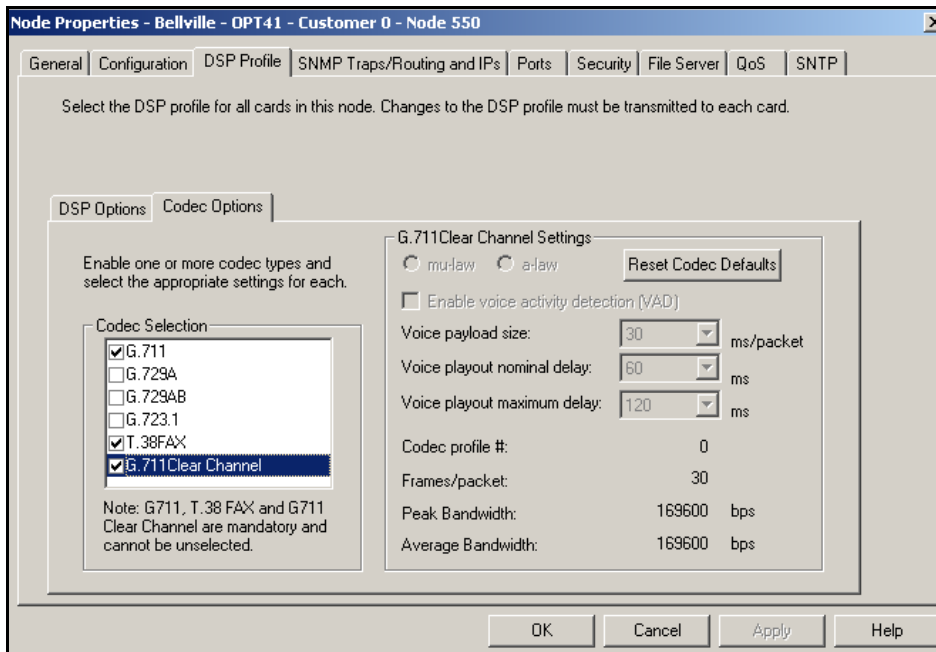 Node Properties - Bellville - OPT41 - Customer 0 - Node 550
General Configuration DSP Profile SNMP Traps/Routing and IPs Ports Security File Server QoS SNTP
Select the DSP profile for all cards in this node. Changes to the DSP profile must be transmitted to each card.
DSP Options Codec Options
Enable one or more codec types and
select the appropriate settings for each.
Codec Selection
G.711
G.729A
G.729AB
G.723.1
T.38FAX
G.711Clear Channel
Note: G711, T.38 FAX and G711
Clear Channel are mandatory and
cannot be unselected.
G.711Clear Channel Settings
mu-law a-law Reset Codec Defaults
Enable voice activity detection (VAD)
Voice payload size: 30 ms/packet
Voice playout nominal delay: 60 ms
Voice playout maximum delay: 120 ms
Codec profile #: 0
Frames/packet: 30
Peak Bandwidth: 169600 bps
Average Bandwidth: 169600 bps
OK Cancel Apply Help